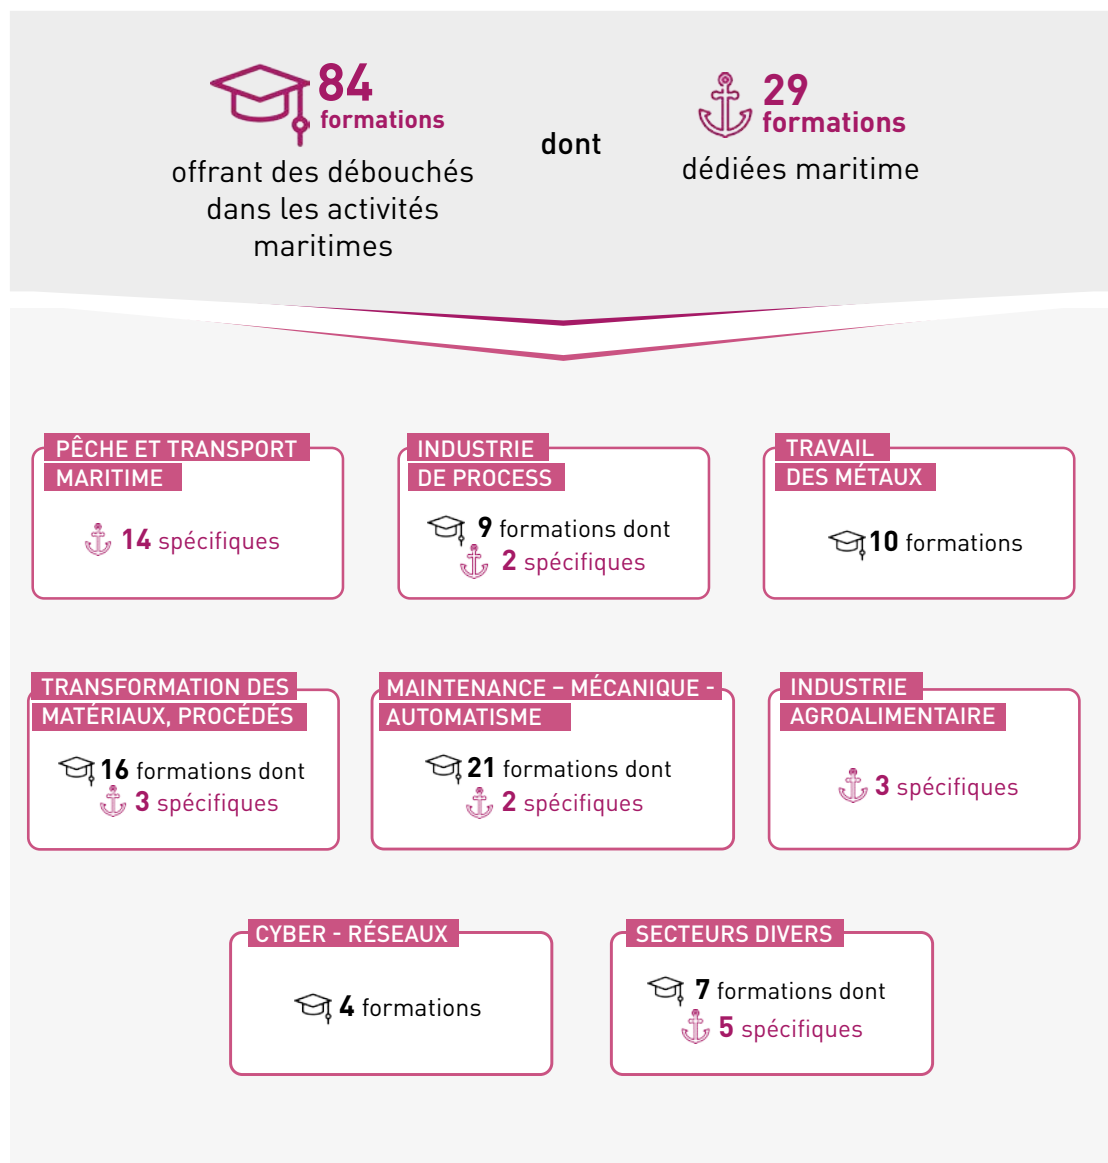 84
formations
offrant des débouchés
dans les activités
maritimes
dont
29
formations
dédiées maritime
PÊCHE ET TRANSPORT
MARITIME
14 spécifiques
INDUSTRIE
DE PROCESS
9 formations dont
2 spécifiques
TRAVAIL
DES MÉTAUX
10 formations
TRANSFORMATION DES
MATÉRIAUX, PROCÉDÉS
16 formations dont
3 spécifiques
MAINTENANCE – MÉCANIQUE -
AUTOMATISME
21 formations dont
2 spécifiques
INDUSTRIE
AGROALIMENTAIRE
3 spécifiques
CYBER - RÉSEAUX
4 formations
SECTEURS DIVERS
7 formations dont
5 spécifiques